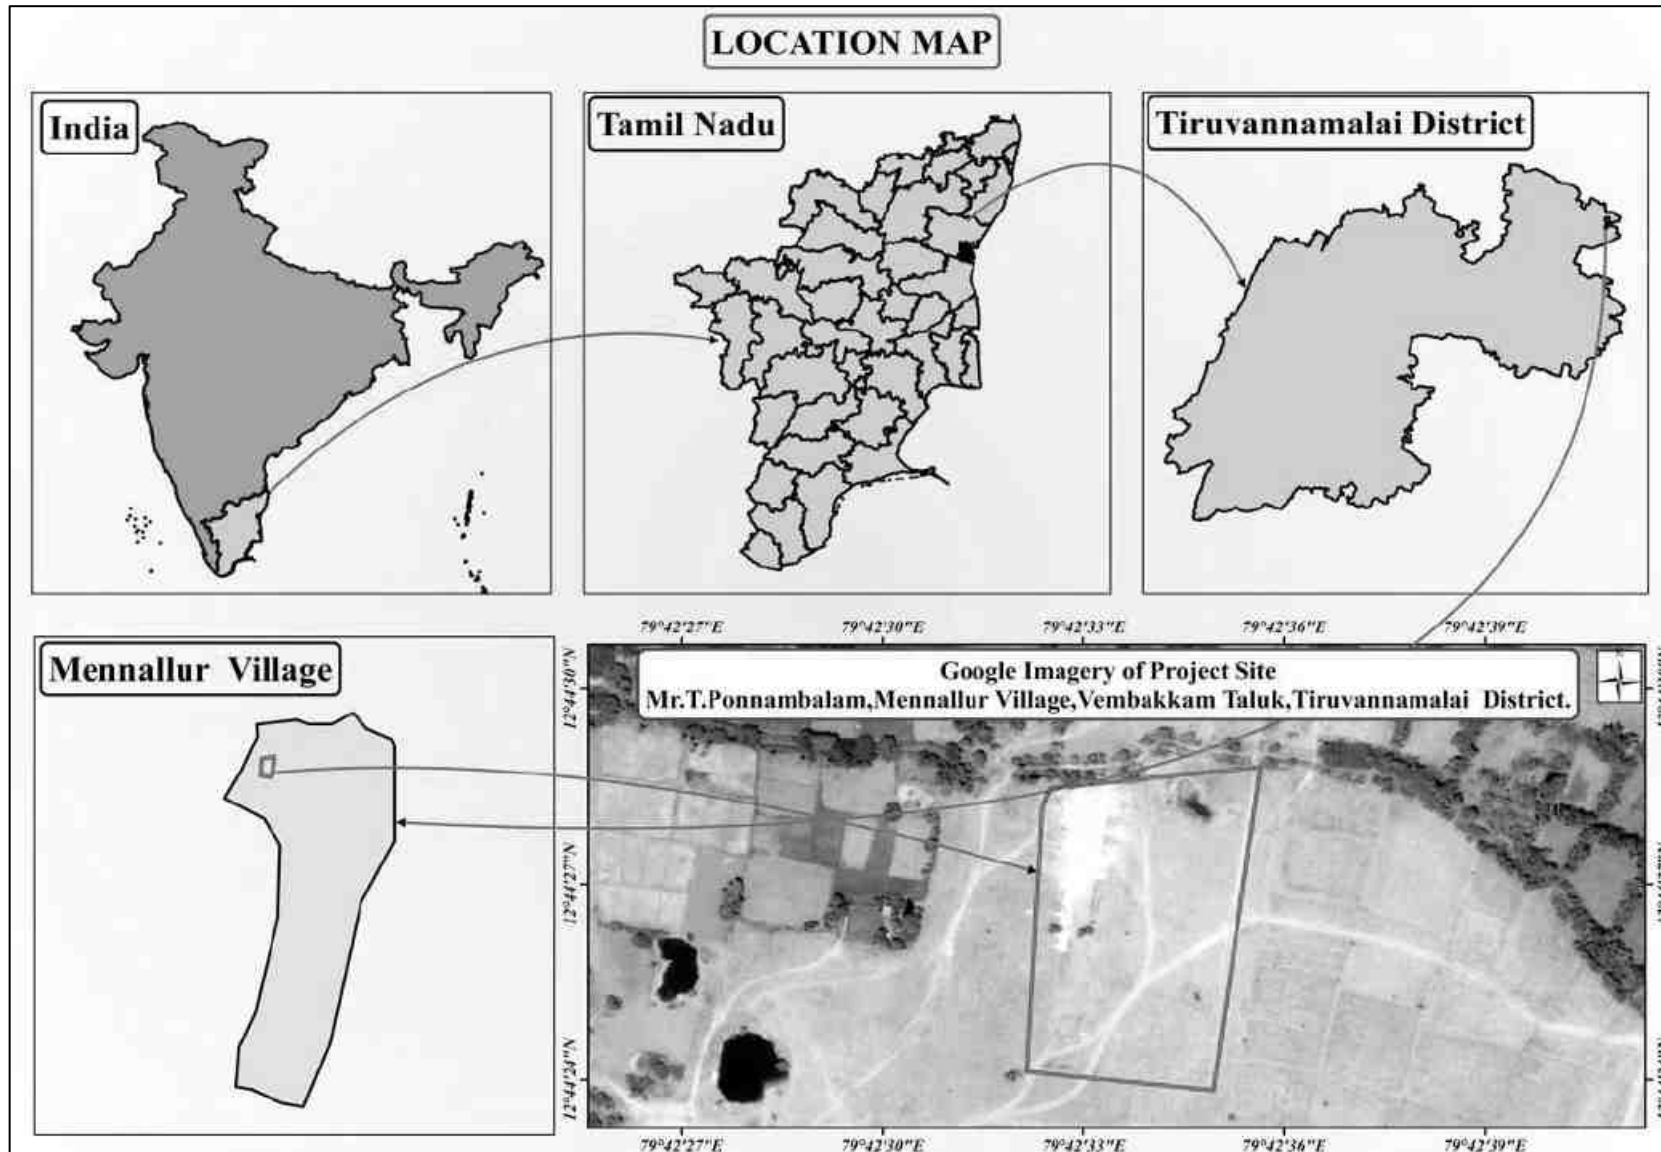 LOCATION MAP
India
Tamil Nadu
Tiruvannamalai District
Mennallur Village
79°42'27"E 79°42'30"E 79°42'33"E 79°42'36"E 79°42'39"E
Google Imagery of Project Site
Mr.T.Ponnambalam,Mennallur Village,Vembakkam Taluk,Tiruvannamalai District.
12°44'30"N
12°44'27"N
12°44'24"N
79°42'27"E 79°42'30"E 79°42'33"E 79°42'36"E 79°42'39"E